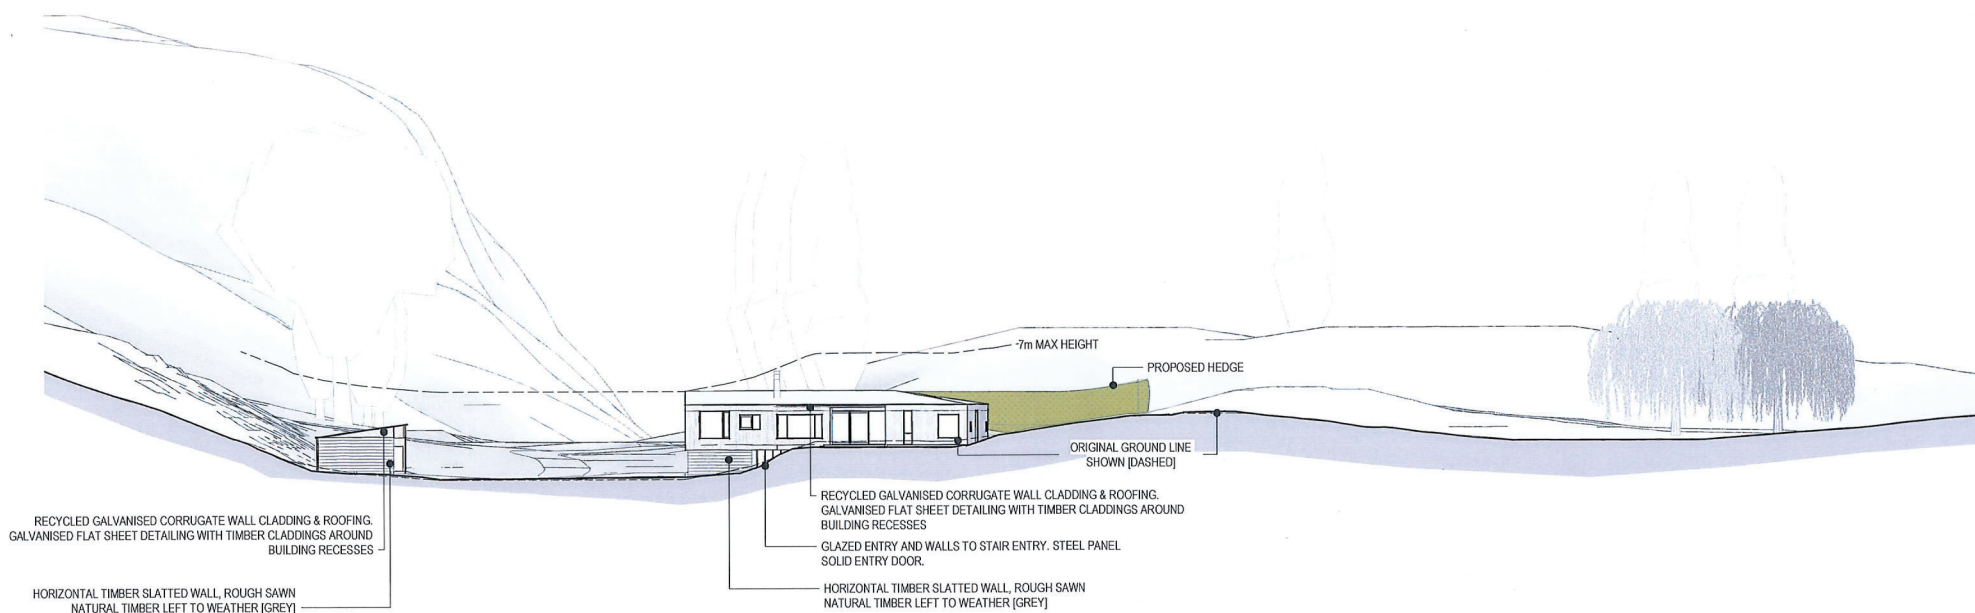 -7m MAX HEIGHT
PROPOSED HEDGE
ORIGINAL GROUND LINE
SHOWN [DASHED]
RECYCLED GALVANISED CORRUGATE WALL CLADDING & ROOFING.
GALVANISED FLAT SHEET DETAILING WITH TIMBER CLADDINGS AROUND
BUILDING RECESSES
GLAZED ENTRY AND WALLS TO STAIR ENTRY. STEEL PANEL
SOLID ENTRY DOOR.
HORIZONTAL TIMBER SLATTED WALL, ROUGH SAWN
NATURAL TIMBER LEFT TO WEATHER [GREY]
RECYCLED GALVANISED CORRUGATE WALL CLADDING & ROOFING.
GALVANISED FLAT SHEET DETAILING WITH TIMBER CLADDINGS AROUND
BUILDING RECESSES
HORIZONTAL TIMBER SLATTED WALL, ROUGH SAWN
NATURAL TIMBER LEFT TO WEATHER [GREY]